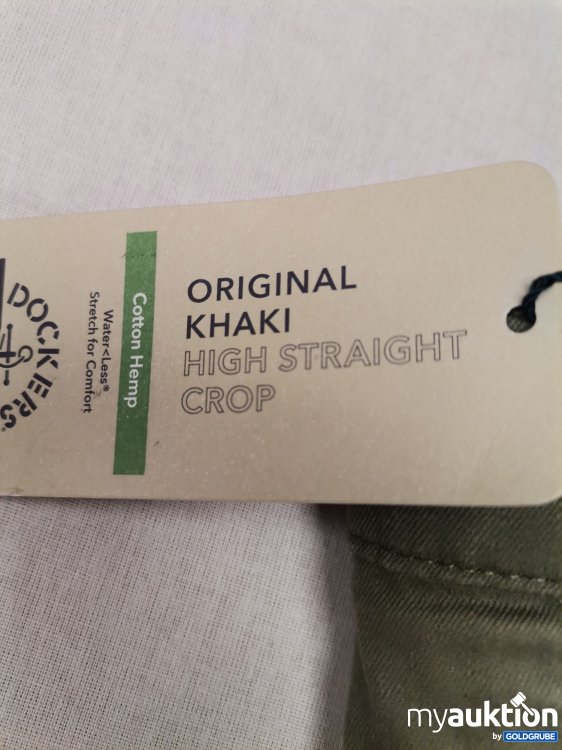 ORIGINAL
KHAKI
HIGH STRAIGHT
CROP
Cotton Hemp
Water<Less®
Stretch for Comfort
DOCKERS®
myauktion
by GOLDGRUBE